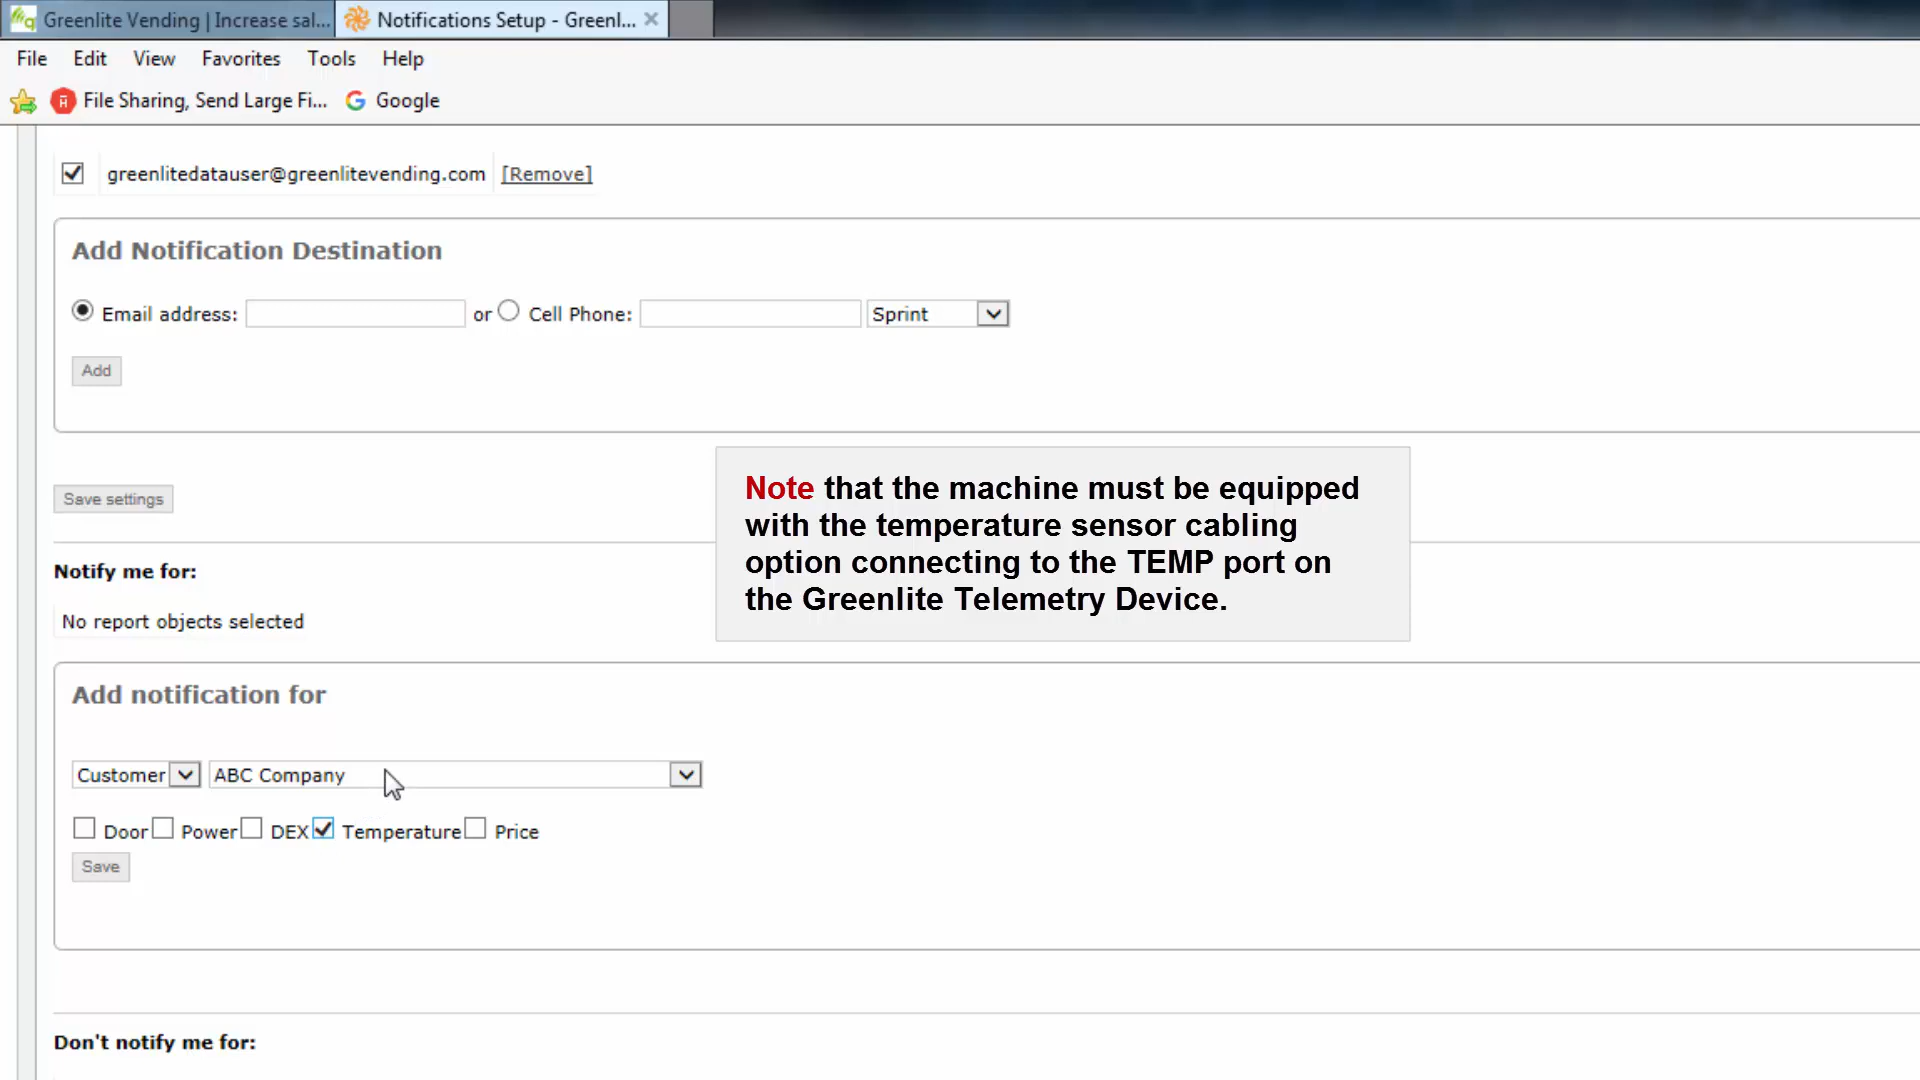 Greenlite Vending | Increase sal...
Notifications Setup - Greenl...
File Edit View Favorites Tools Help
File Sharing, Send Large Fi... Google
greenlitedatauser@greenlitevending.com [Remove]
Add Notification Destination
Email address: or Cell Phone: Sprint
Add
Save settings
Note that the machine must be equipped
with the temperature sensor cabling
option connecting to the TEMP port on
the Greenlite Telemetry Device.
Notify me for:
No report objects selected
Add notification for
Customer ABC Company
Door Power DEX Temperature Price
Save
Don't notify me for: